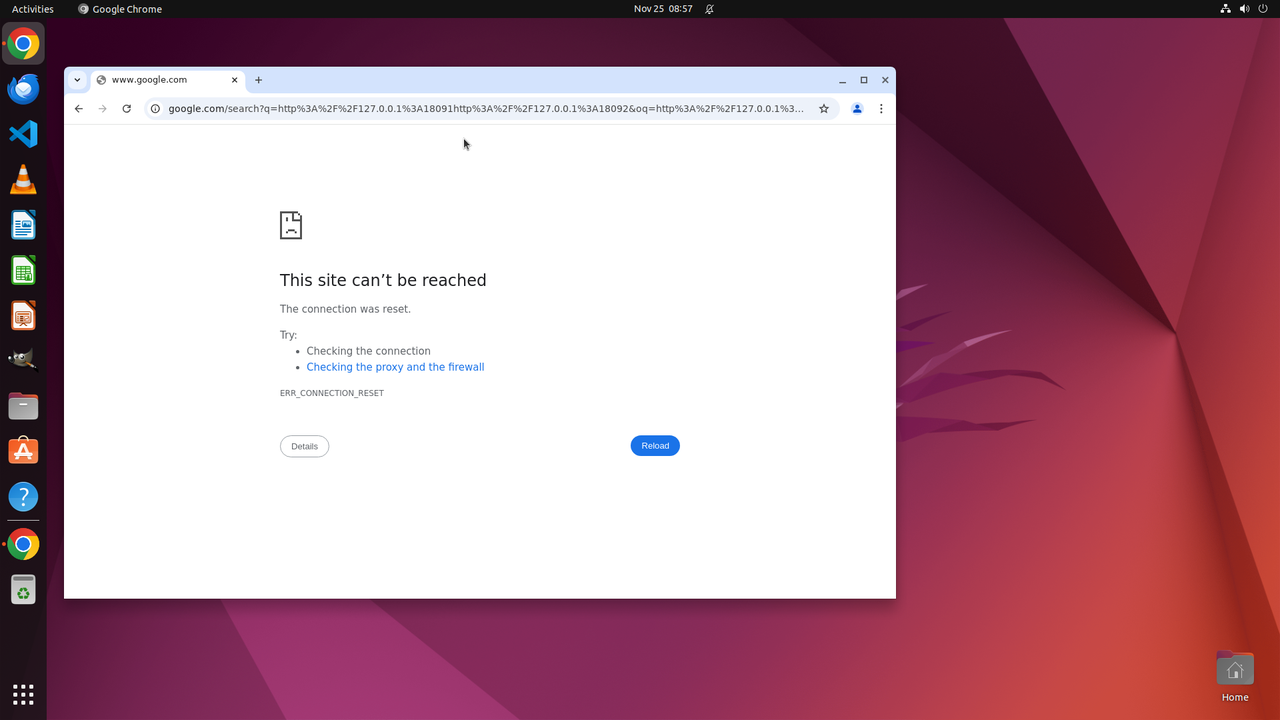 Activities
Google Chrome
Nov 25 08:57
www.google.com
google.com/search?q=http%3A%2F%2F127.0.0.1%3A18091http%3A%2F%2F127.0.0.1%3A18092&oq=http%3A%2F%2F127.0.0.1%3...
This site can’t be reached
The connection was reset.
Try:
• Checking the connection
• Checking the proxy and the firewall
ERR_CONNECTION_RESET
Details
Reload
Home